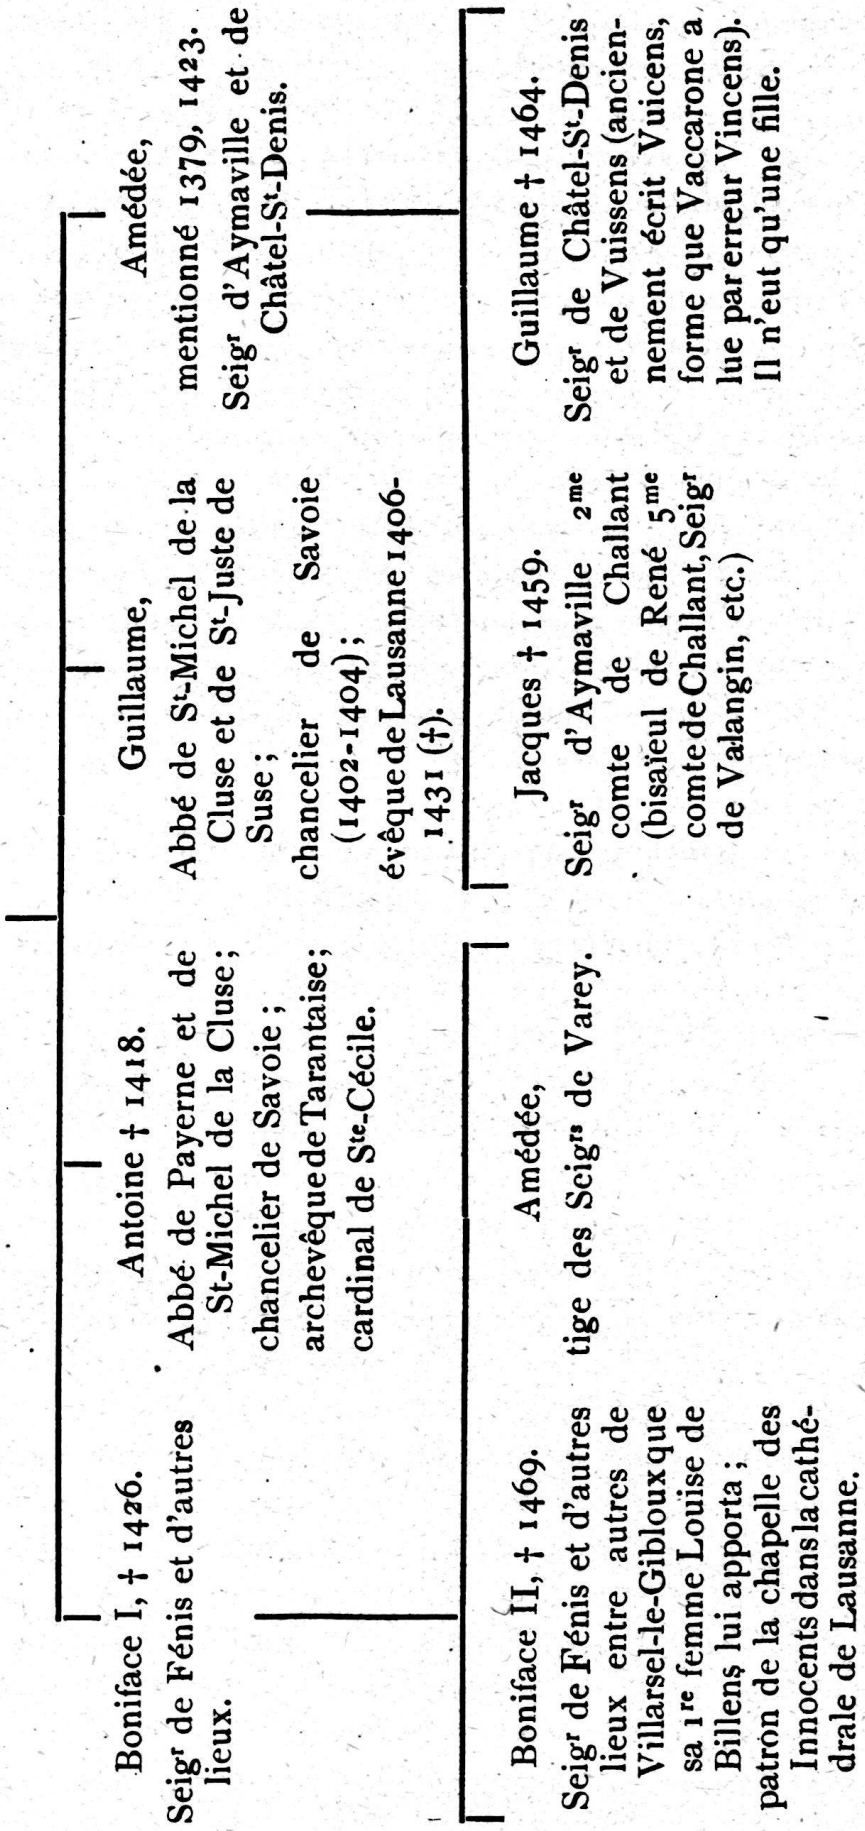 Boniface I, † 1426.
Seigʳ de Fénis et d'autres
lieux.
Antoine † 1418.
Abbé de Payerne et de
St-Michel de la Cluse;
chancelier de Savoie;
archevêque de Tarantaise;
cardinal de Sᵗᵉ-Cécile.
Guillaume,
Abbé de Sᵗ-Michel de la
Cluse et de Sᵗ-Juste de
Suse;
chancelier de Savoie
(1402-1404);
évêque de Lausanne 1406-
1431 (†).
Amédée,
mentionné 1379, 1423.
Seigʳ d'Aymaville et de
Châtel-Sᵗ-Denis.
Boniface II, † 1469.
Seigʳ de Fénis et d'autres
lieux entre autres de
Villarsel-le-Gibloux que
sa 1ʳᵉ femme Louise de
Billens lui apporta;
patron de la chapelle des
Innocents dans la cathé-
drale de Lausanne.
Amédée,
tige des Seigʳˢ de Varey.
Jacques † 1459.
Seigʳ d'Aymaville 2ᵐᵉ
comte de Challant
(bisaïeul de René 5ᵐᵉ
comte de Challant, Seigʳ
de Valangin, etc.)
Guillaume † 1464.
Seigʳ de Châtel-Sᵗ-Denis
et de Vuissens (ancien-
nement écrit Vuicens,
forme que Vaccarone a
lue par erreur Vincens).
Il n'eut qu'une fille.